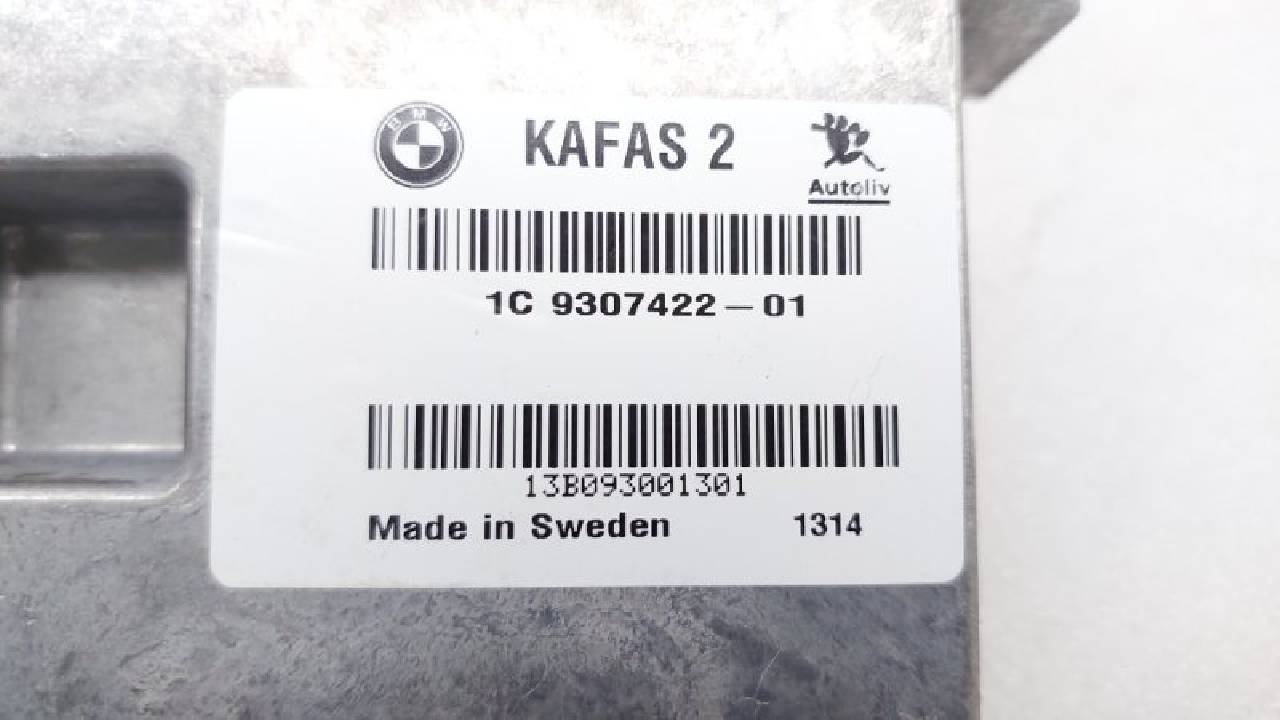 BMW
KAFAS 2
Autoliv
1C 9307422-01
13B093001301
Made in Sweden 1314